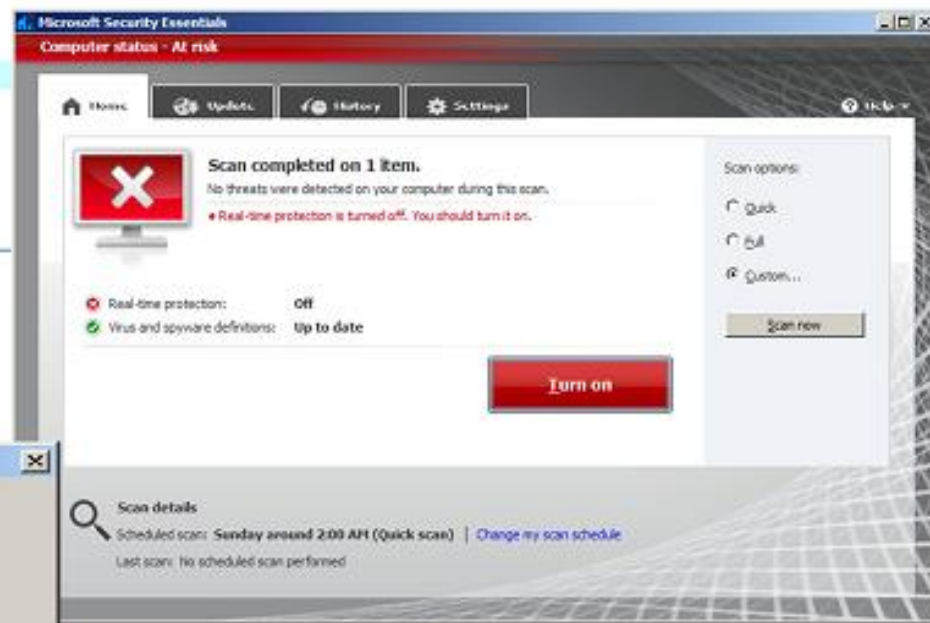 Microsoft Security Essentials
Computer status - At risk
Home Update History Settings Help
Scan completed on 1 item.
No threats were detected on your computer during this scan.
Real-time protection is turned off. You should turn it on.
Real-time protection: Off
Virus and spyware definitions: Up to date
Turn on
Scan options:
Quick
Full
Custom...
Scan now
Scan details
Scheduled scan: Sunday around 2:00 AM (Quick scan) | Change my scan schedule
Last scan: No scheduled scan performed